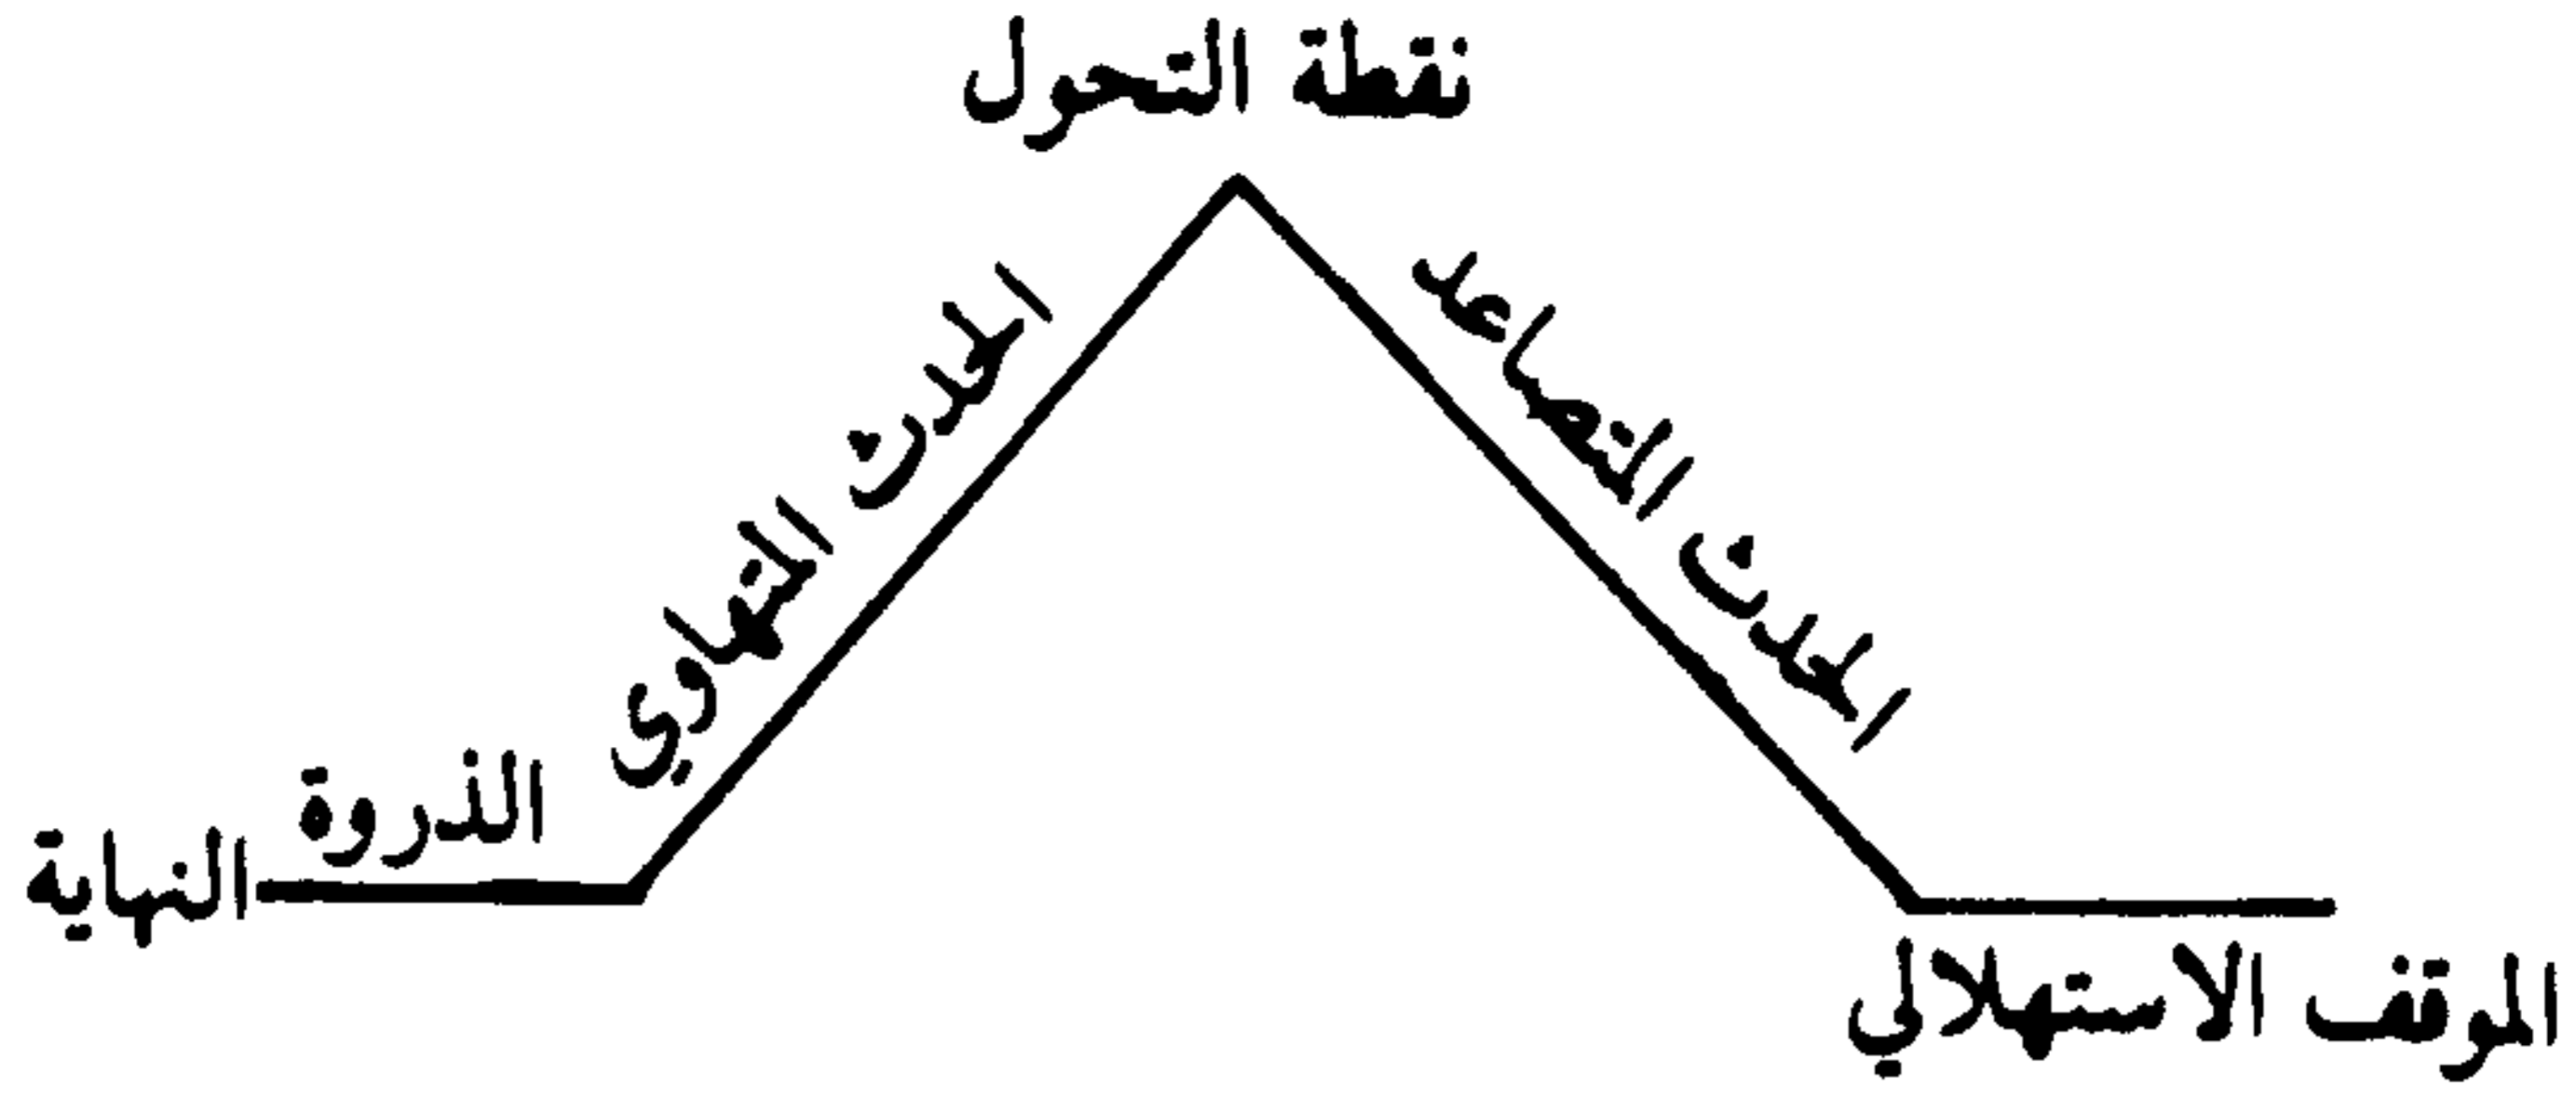 نقطة التحول
الحدث المتصاعد
الحدث المتهاوي
الذروة
النهاية
الموقف الاستهلالي